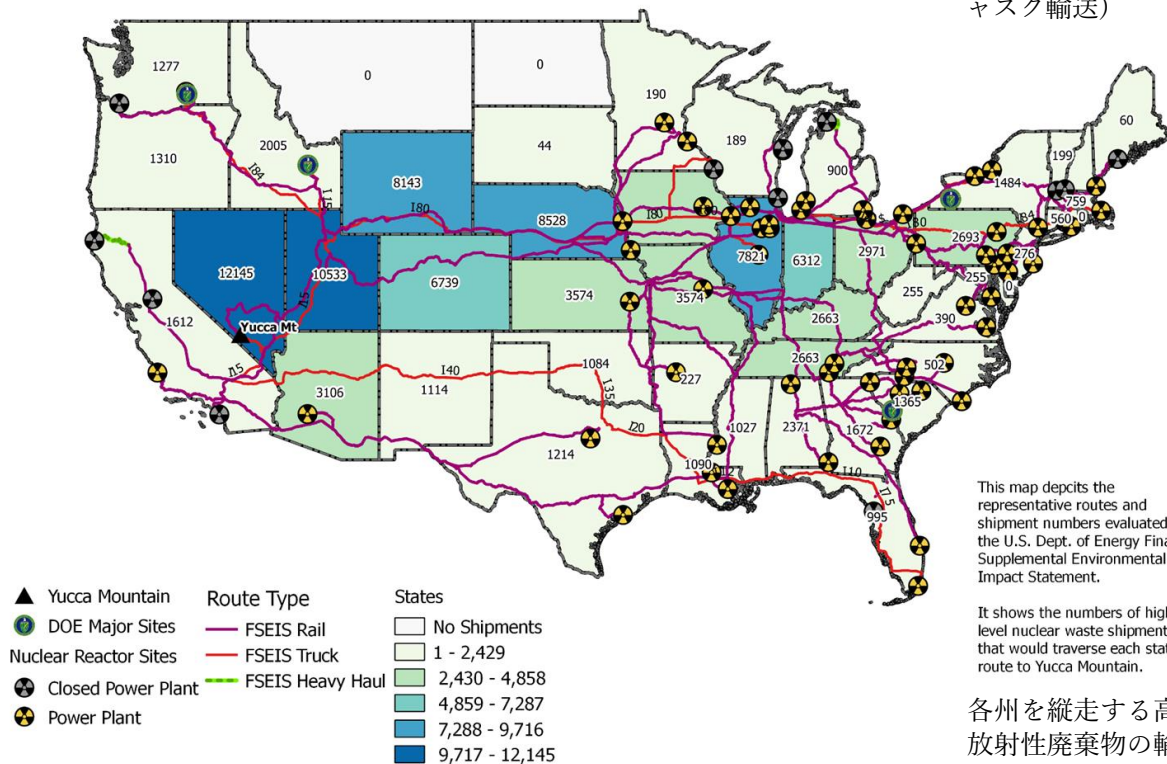 ャスク輸送)
1277
0
0
190
60
189
2005
199
1310
I84
44
900
I15
1484
759
8143
I80
8528
I80
560
0
I80
I84
2693
2971
276
12145
10533
7821
6312
255
6739
255
0
I15
3574
3574
390
1612
Yucca Mt
2663
2663
502
I15
I40
1084
227
3106
1114
I35
1365
1027
2371
1672
I20
1214
1090
I12
I10
I75
995
This map depcits the
representative routes and
shipment numbers evaluated
the U.S. Dept. of Energy Fina
Supplemental Environmental
Impact Statement.
It shows the numbers of high
level nuclear waste shipment
that would traverse each stat
route to Yucca Mountain.
各州を縦走する高
放射性廃棄物の輸
Yucca Mountain
DOE Major Sites
Nuclear Reactor Sites
Closed Power Plant
Power Plant
Route Type
FSEIS Rail
FSEIS Truck
FSEIS Heavy Haul
States
No Shipments
1 - 2,429
2,430 - 4,858
4,859 - 7,287
7,288 - 9,716
9,717 - 12,145